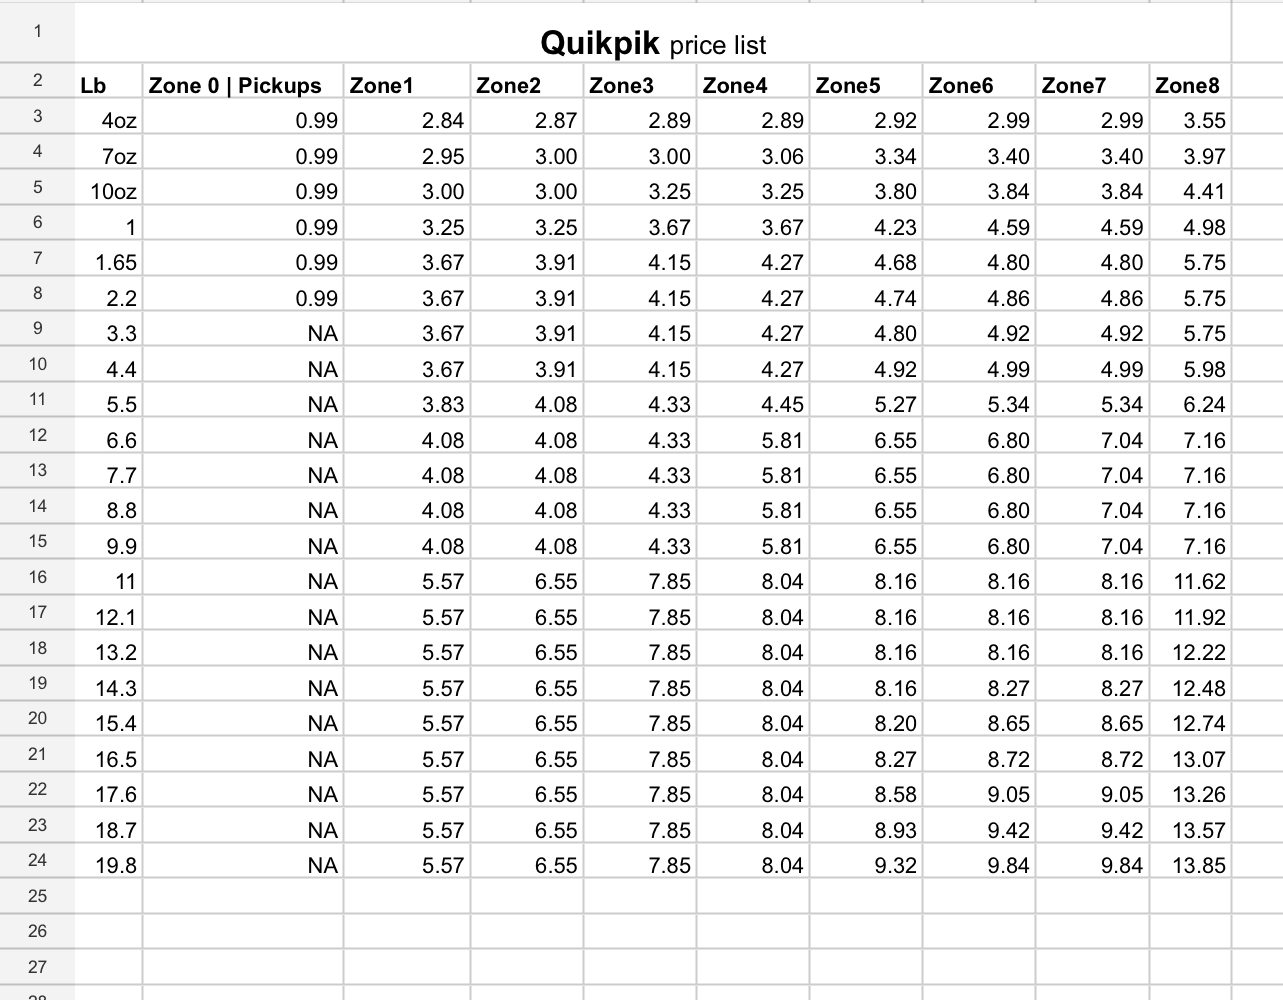 1 Quikpik price list
2 Lb Zone 0 | Pickups Zone1 Zone2 Zone3 Zone4 Zone5 Zone6 Zone7 Zone8
3 4oz 0.99 2.84 2.87 2.89 2.89 2.92 2.99 2.99 3.55
4 7oz 0.99 2.95 3.00 3.00 3.06 3.34 3.40 3.40 3.97
5 10oz 0.99 3.00 3.00 3.25 3.25 3.80 3.84 3.84 4.41
6 1 0.99 3.25 3.25 3.67 3.67 4.23 4.59 4.59 4.98
7 1.65 0.99 3.67 3.91 4.15 4.27 4.68 4.80 4.80 5.75
8 2.2 0.99 3.67 3.91 4.15 4.27 4.74 4.86 4.86 5.75
9 3.3 NA 3.67 3.91 4.15 4.27 4.80 4.92 4.92 5.75
10 4.4 NA 3.67 3.91 4.15 4.27 4.92 4.99 4.99 5.98
11 5.5 NA 3.83 4.08 4.33 4.45 5.27 5.34 5.34 6.24
12 6.6 NA 4.08 4.08 4.33 5.81 6.55 6.80 7.04 7.16
13 7.7 NA 4.08 4.08 4.33 5.81 6.55 6.80 7.04 7.16
14 8.8 NA 4.08 4.08 4.33 5.81 6.55 6.80 7.04 7.16
15 9.9 NA 4.08 4.08 4.33 5.81 6.55 6.80 7.04 7.16
16 11 NA 5.57 6.55 7.85 8.04 8.16 8.16 8.16 11.62
17 12.1 NA 5.57 6.55 7.85 8.04 8.16 8.16 8.16 11.92
18 13.2 NA 5.57 6.55 7.85 8.04 8.16 8.16 8.16 12.22
19 14.3 NA 5.57 6.55 7.85 8.04 8.16 8.27 8.27 12.48
20 15.4 NA 5.57 6.55 7.85 8.04 8.20 8.65 8.65 12.74
21 16.5 NA 5.57 6.55 7.85 8.04 8.27 8.72 8.72 13.07
22 17.6 NA 5.57 6.55 7.85 8.04 8.58 9.05 9.05 13.26
23 18.7 NA 5.57 6.55 7.85 8.04 8.93 9.42 9.42 13.57
24 19.8 NA 5.57 6.55 7.85 8.04 9.32 9.84 9.84 13.85
25
26
27
28